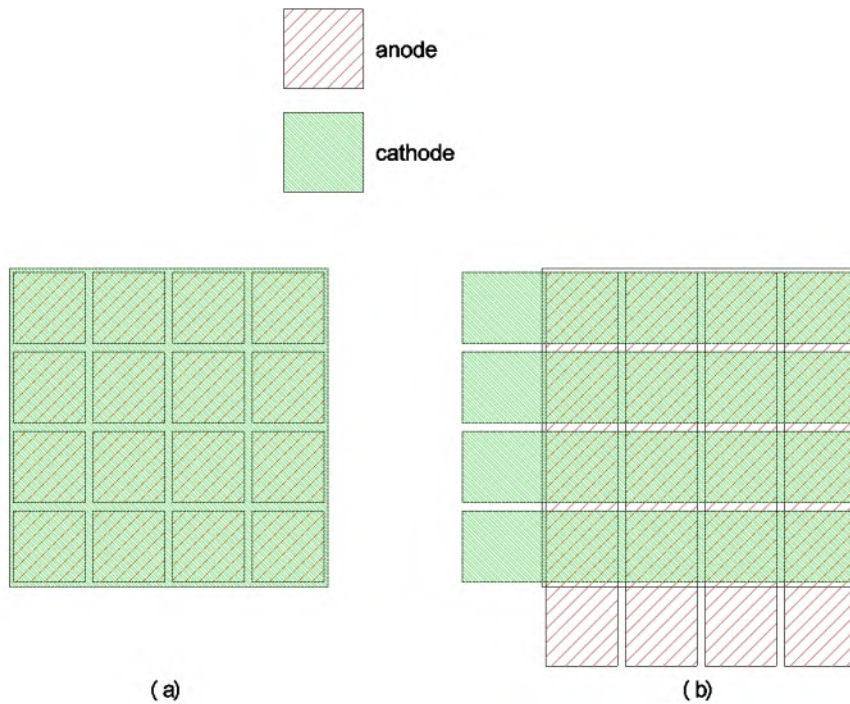 anode
cathode
( a)
( b)